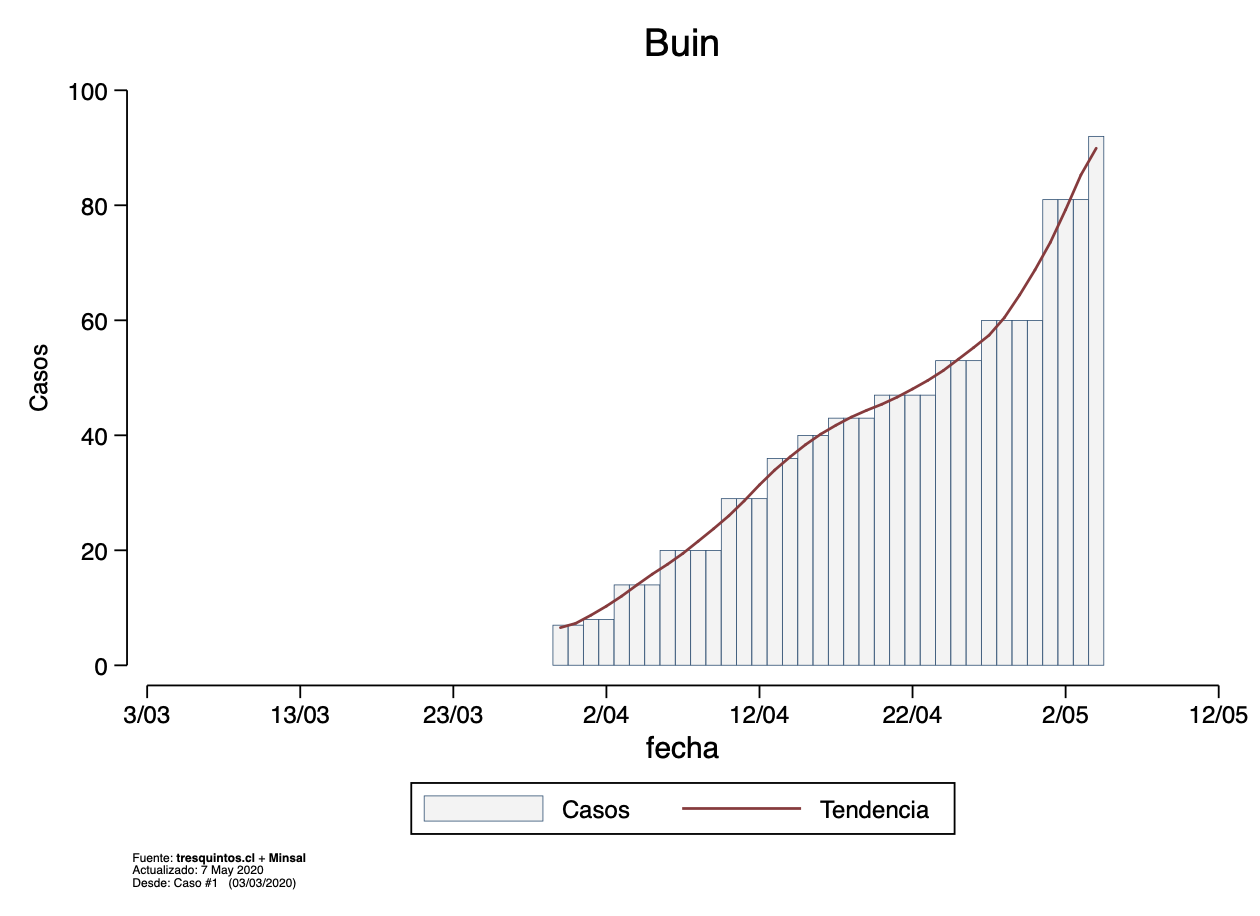 Buin
100
80
60
40
20
0
Casos
3/03 13/03 23/03 2/04 12/04 22/04 2/05 12/05
fecha
Casos Tendencia
Fuente: tresquintos.cl + Minsal
Actualizado: 7 May 2020
Desde: Caso #1 (03/03/2020)